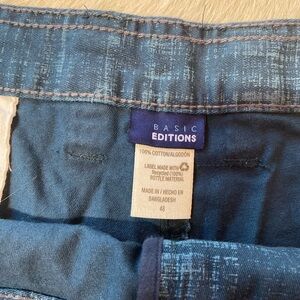 BASIC
EDITIONS
100% COTTON/ALGODON
LABEL MADE WITH
Recycled (100%)
BOTTLE MATERIAL
MADE IN / HECHO EN
BANGLADESH
48